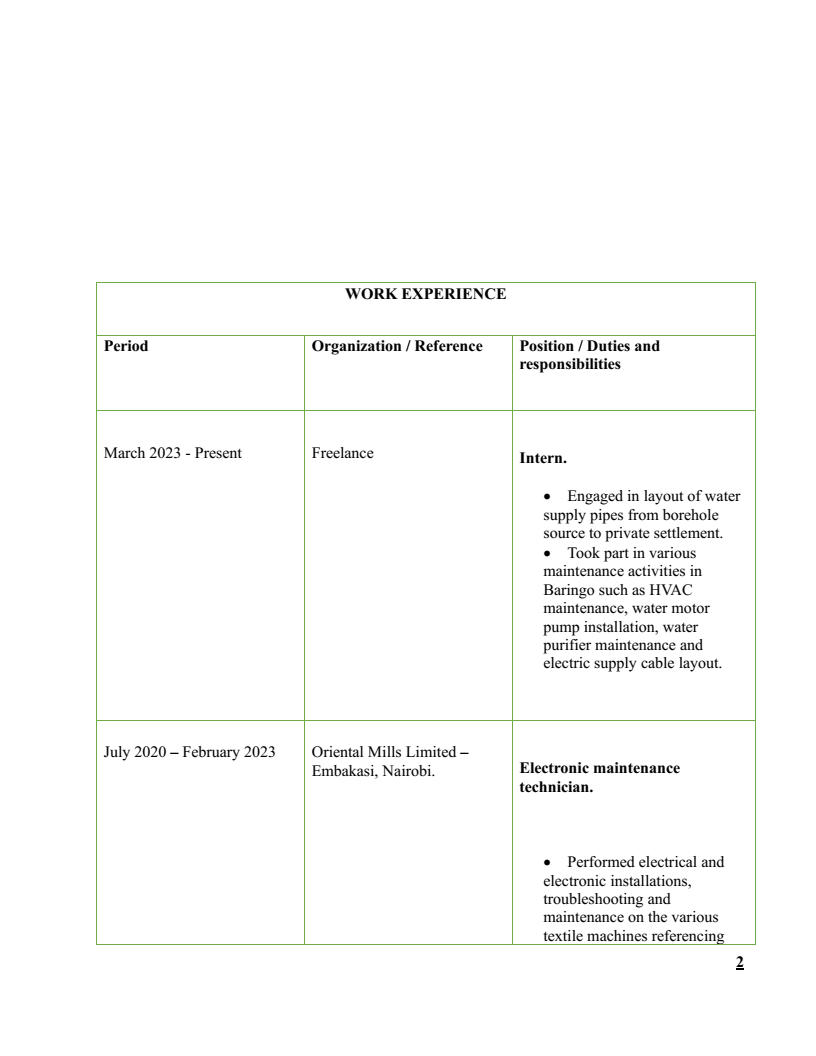 WORK EXPERIENCE
Period
Organization / Reference
Position / Duties and
responsibilities
March 2023 - Present
Freelance
Intern.
• Engaged in layout of water
supply pipes from borehole
source to private settlement.
• Took part in various
maintenance activities in
Baringo such as HVAC
maintenance, water motor
pump installation, water
purifier maintenance and
electric supply cable layout.
July 2020 – February 2023
Oriental Mills Limited –
Embakasi, Nairobi.
Electronic maintenance
technician.
• Performed electrical and
electronic installations,
troubleshooting and
maintenance on the various
textile machines referencing
2